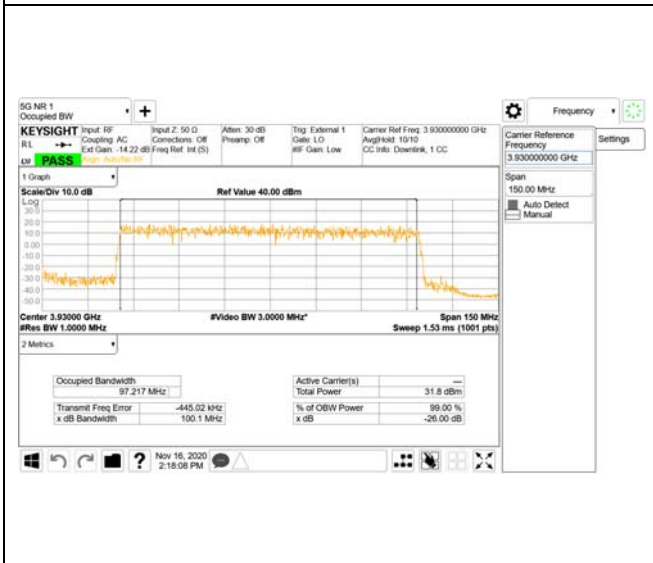 5G NR 1
Occupied BW
+
Frequency
KEYSIGHT
RL
LXI
PASS
Input: RF
Coupling: AC
Ext Gain: -14.22 dB
Align: Auto/No RF
Input Z: 50 Ω
Corrections: Off
Freq Ref: Int (S)
Atten: 30 dB
Preamp: Off
Trig: External 1
Gate: LO
#IF Gain: Low
Carrier Ref Freq: 3.930000000 GHz
Avg|Hold: 10/10
CC Info: Downlink, 1 CC
Carrier Reference
Frequency
3.930000000 GHz
Settings
Span
150.00 MHz
Auto Detect
Manual
1 Graph
Scale/Div 10.0 dB
Ref Value 40.00 dBm
Log
30.0
20.0
10.0
0.00
-10.0
-20.0
-30.0
-40.0
-50.0
Center 3.93000 GHz
#Video BW 3.0000 MHz*
Span 150 MHz
#Res BW 1.0000 MHz
Sweep 1.53 ms (1001 pts)
2 Metrics
Occupied Bandwidth
97.217 MHz
Active Carrier(s) ---
Total Power 31.8 dBm
Transmit Freq Error -445.02 kHz
% of OBW Power 99.00 %
x dB Bandwidth 100.1 MHz
x dB -26.00 dB
?
Nov 16, 2020
2:18:08 PM